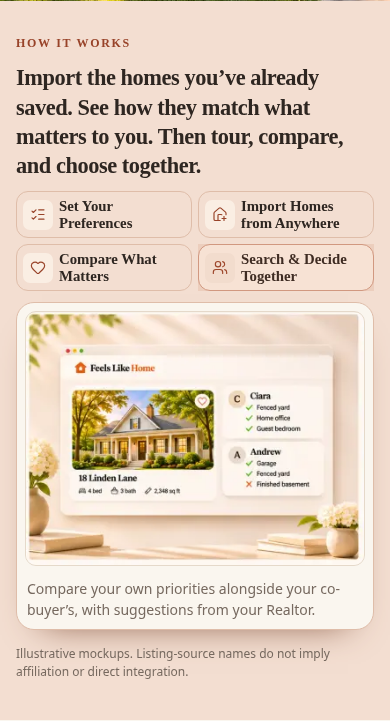 HOW IT WORKS
Import the homes you’ve already
saved. See how they match what
matters to you. Then tour, compare,
and choose together.
Set Your
Preferences
Import Homes
from Anywhere
Compare What
Matters
Search & Decide
Together
Feels Like Home
C
Ciara
Fenced yard
Home office
Guest bedroom
A
Andrew
Garage
Fenced yard
Finished basement
18 Linden Lane
4 bed 3 bath 2,348 sq ft
Compare your own priorities alongside your co-
buyer’s, with suggestions from your Realtor.
Illustrative mockups. Listing-source names do not imply
affiliation or direct integration.